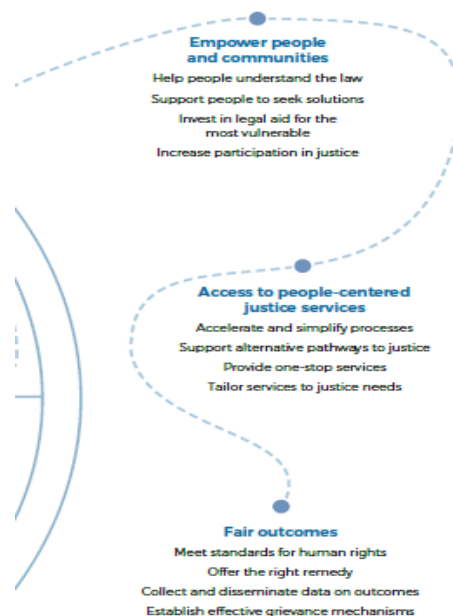 Empower people
and communities
Help people understand the law
Support people to seek solutions
Invest in legal aid for the
most vulnerable
Increase participation in justice
Access to people-centered
justice services
Accelerate and simplify processes
Support alternative pathways to justice
Provide one-stop services
Tailor services to justice needs
Fair outcomes
Meet standards for human rights
Offer the right remedy
Collect and disseminate data on outcomes
Establish effective grievance mechanisms